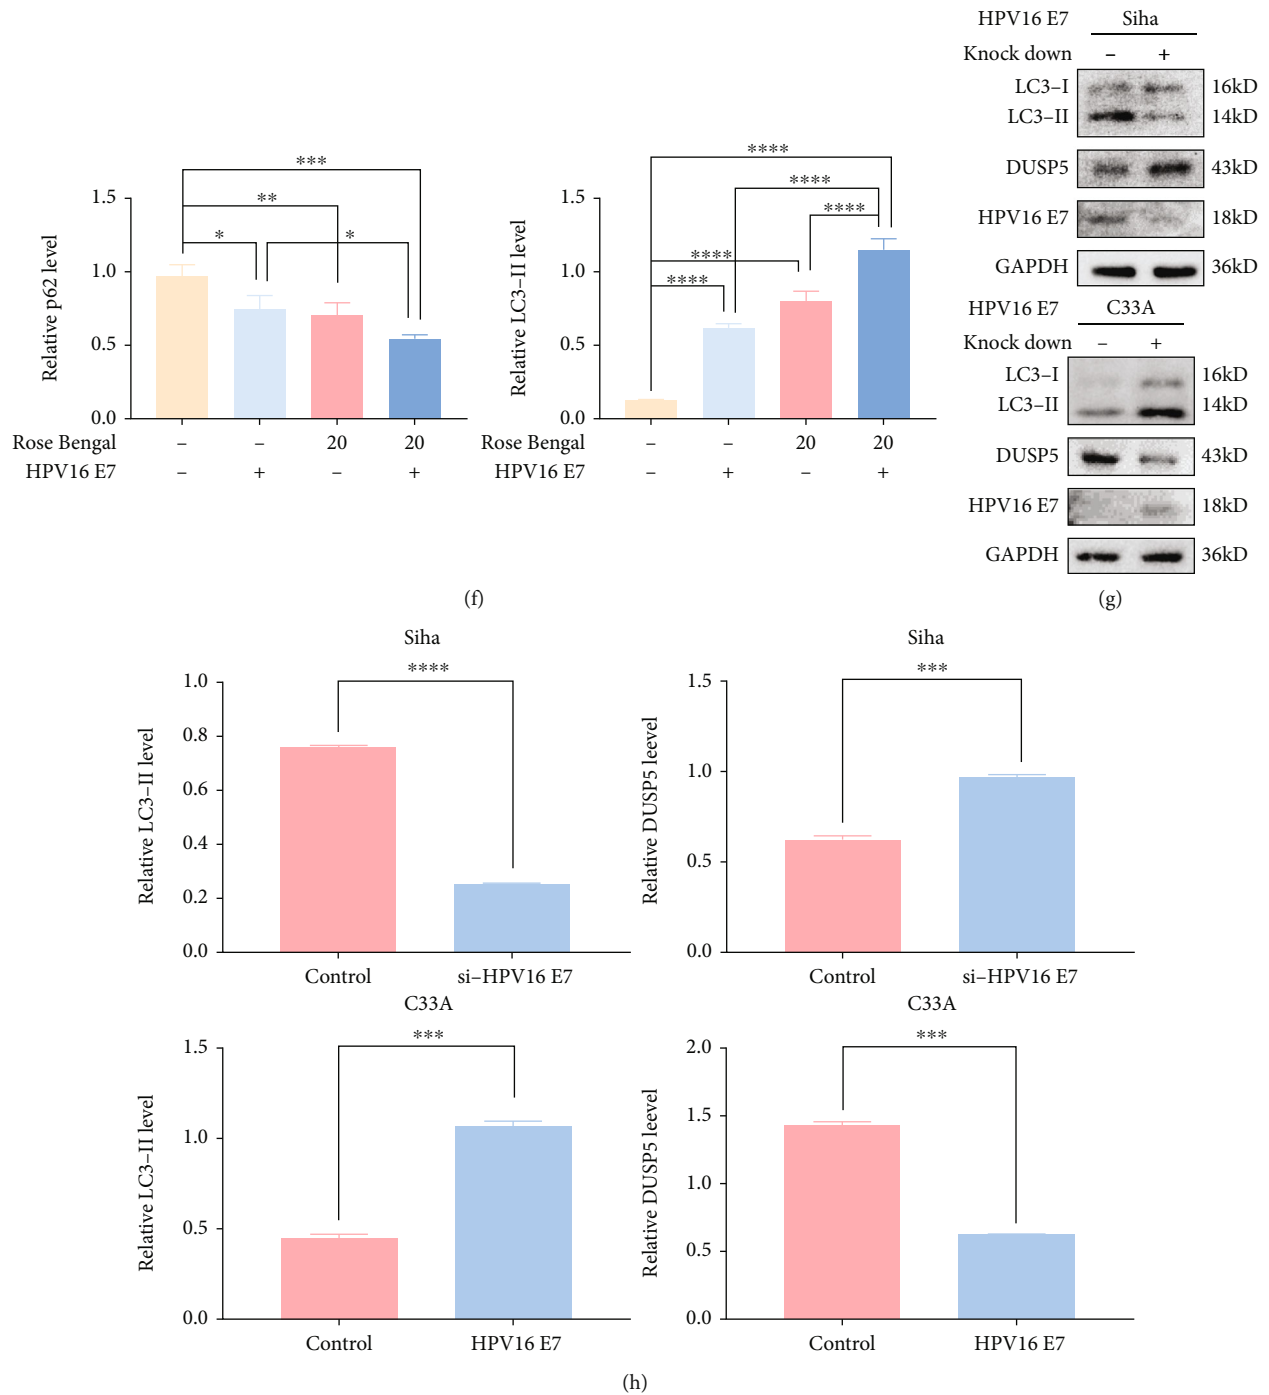 ***
**
*
*
1.5
1.0
0.5
0.0
Relative p62 level
Rose Bengal – – 20 20
HPV16 E7 – + – +
****
****
****
****
****
1.5
1.0
0.5
0.0
Relative LC3–II level
Rose Bengal – – 20 20
HPV16 E7 – + – +
(f)
HPV16 E7 Siha
Knock down – +
LC3–I 16kD
LC3–II 14kD
DUSP5 43kD
HPV16 E7 18kD
GAPDH 36kD
HPV16 E7 C33A
Knock down – +
LC3–I 16kD
LC3–II 14kD
DUSP5 43kD
HPV16 E7 18kD
GAPDH 36kD
(g)
Siha
****
1.0
0.8
0.6
0.4
0.2
0.0
Relative LC3–II level
Control si–HPV16 E7
Siha
***
1.5
1.0
0.5
0.0
Relative DUSP5 leevel
Control si–HPV16 E7
C33A
***
1.5
1.0
0.5
0.0
Relative LC3–II level
Control HPV16 E7
C33A
***
2.0
1.5
1.0
0.5
0.0
Relative DUSP5 leevel
Control HPV16 E7
(h)